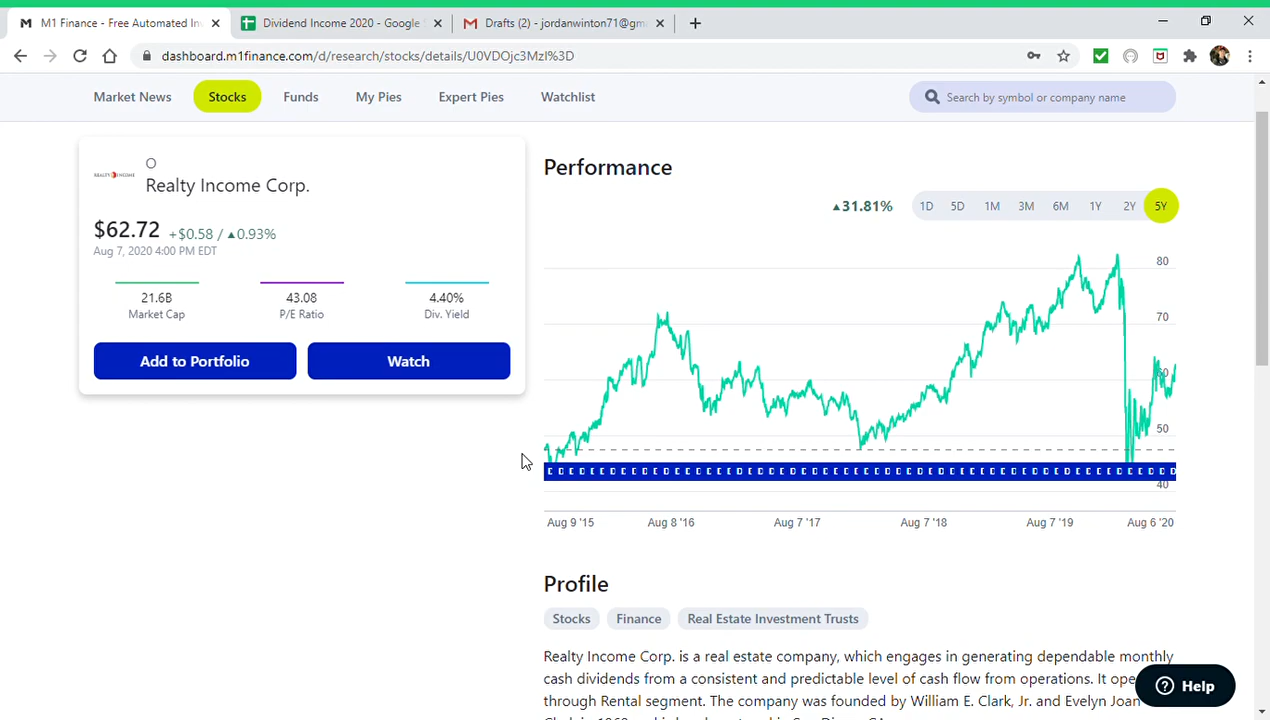 M1 Finance - Free Automated In
Dividend Income 2020 - Google
Drafts (2) - jordanwinton71@gm
dashboard.m1finance.com/d/research/stocks/details/U0VDOjc3MzI%3D
Market News Stocks Funds My Pies Expert Pies Watchlist
Search by symbol or company name
O
REALTY INCOME
Realty Income Corp.
$62.72 +$0.58 / ▲0.93%
Aug 7, 2020 4:00 PM EDT
21.6B 43.08 4.40%
Market Cap P/E Ratio Div. Yield
Add to Portfolio Watch
Performance
▲31.81% 1D 5D 1M 3M 6M 1Y 2Y 5Y
80
70
60
50
40
Aug 9 '15 Aug 8 '16 Aug 7 '17 Aug 7 '18 Aug 7 '19 Aug 6 '20
Profile
Stocks Finance Real Estate Investment Trusts
Realty Income Corp. is a real estate company, which engages in generating dependable monthly
cash dividends from a consistent and predictable level of cash flow from operations. It ope
through Rental segment. The company was founded by William E. Clark, Jr. and Evelyn Joan
Help